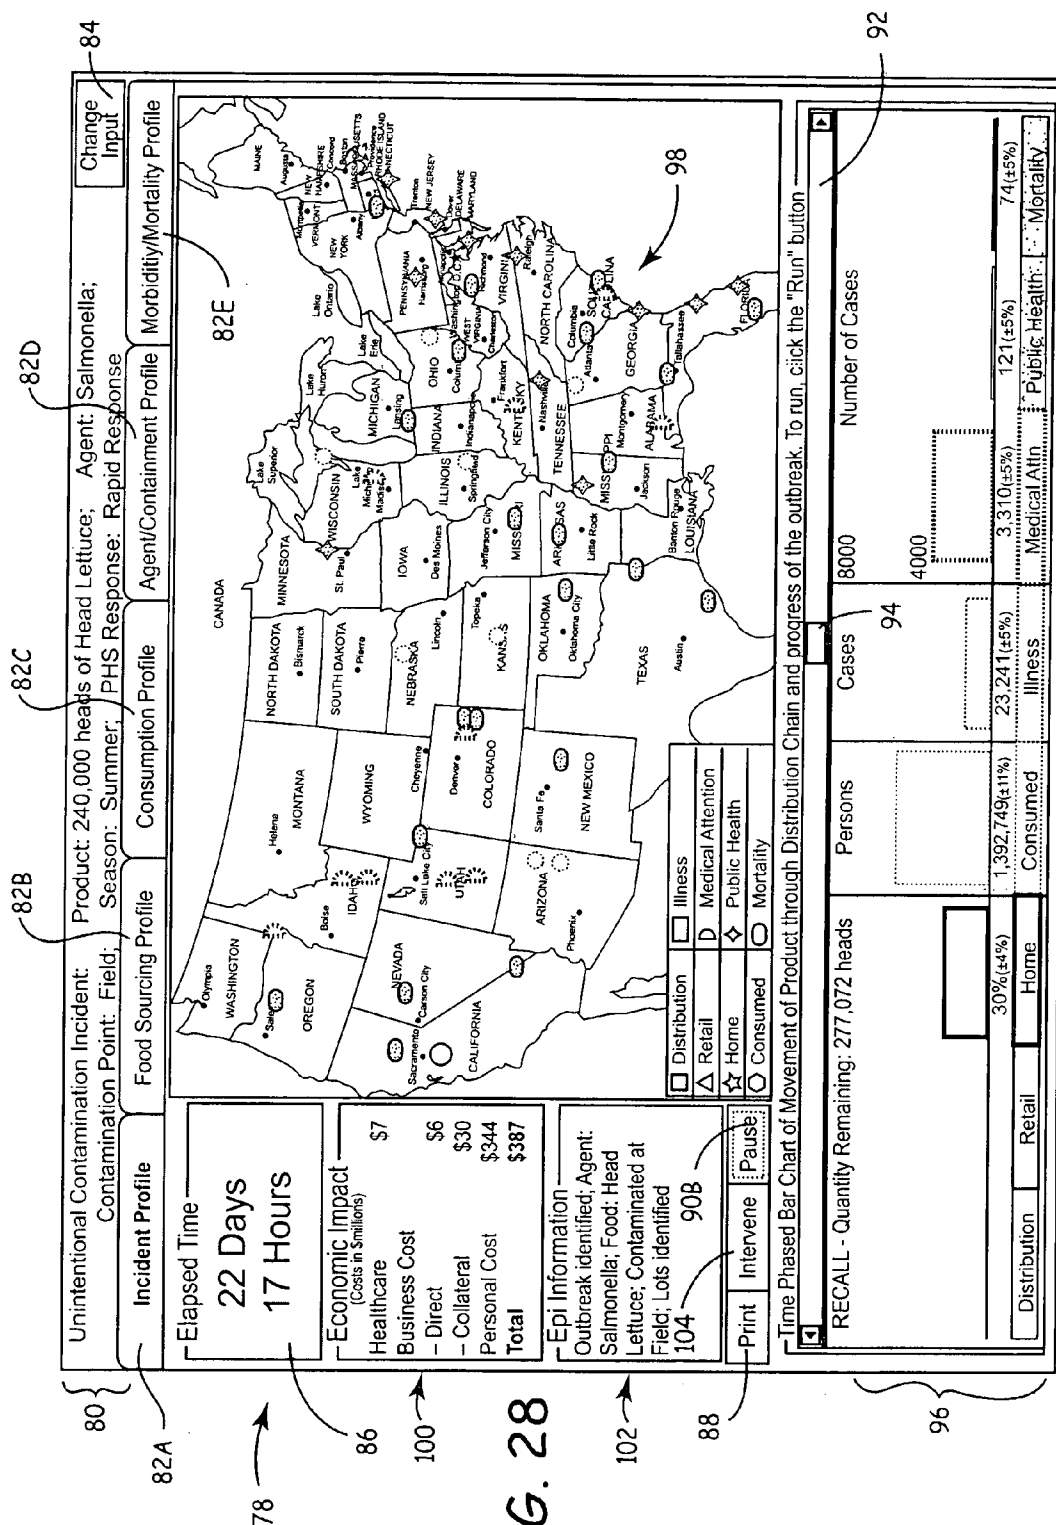 Unintentional Contamination Incident: Product: 240,000 heads of Head Lettuce; Agent: Salmonella;
Contamination Point: Field; Season: Summer; PHS Response: Rapid Response
Change
Input
84
80
82A
82B
82C
82D
82E
Incident Profile
Food Sourcing Profile
Consumption Profile
Agent/Containment Profile
Morbiditiy/Mortality Profile
78
Elapsed Time
22 Days
17 Hours
86
Economic Impact
(Costs in $millions)
Healthcare $7
Business Cost
– Direct $6
– Collateral $30
Personal Cost $344
Total $387
100
Epi Information
Outbreak identified; Agent:
Salmonella; Food: Head
Lettuce; Contaminated at
Field; Lots identified
102
104
90B
Print
Intervene
Pause
88
CANADA
WASHINGTON
Olympia
OREGON
IDAHO
Boise
MONTANA
Helena
WYOMING
Cheyenne
NEVADA
Carson City
CALIFORNIA
Sacramento
UTAH
Salt Lake City
ARIZONA
Phoenix
COLORADO
Denver
NEW MEXICO
Santa Fe
NORTH DAKOTA
Bismarck
SOUTH DAKOTA
Pierre
NEBRASKA
Lincoln
Topeka
OKLAHOMA
Oklahoma City
TEXAS
Austin
MINNESOTA
St. Paul
IOWA
Des Moines
Jefferson City
Little Rock
LOUISIANA
Banton Rouge
WISCONSIN
Lake
Superior
Lake
Huron
Lake
Erie
Lake
Ontario
MICHIGAN
Lansing
ILLINOIS
Springfield
INDIANA
Indianapolis
OHIO
Frankfort
TENNESSEE
Nashville
Jackson
ALABAMA
Montgomery
GEORGIA
Atlanta
Tallahassee
FLORIDA
Columbia
NORTH CAROLINA
Raleigh
VIRGINIA
Richmond
WEST
VIRGINIA
Charleston
PENNSYLVANIA
Harrisburg
NEW
YORK
Albany
VERMONT
NEW
HAMPSHIRE
Concord
MAINE
Augusta
Boston
MASSACHUSETTS
Providence
RHODE ISLAND
Trenton
NEW JERSEY
Dover
DELAWARE
MARYLAND
98
Distribution
Illness
Retail
Medical Attention
Home
Public Health
Consumed
Mortality
Time Phased Bar Chart of Movement of Product through Distribution Chain and progress of the outbreak. To run, click the "Run" button
92
94
96
RECALL - Quantity Remaining: 277,072 heads
Persons
Cases
Number of Cases
8000
4000
30%(±4%)
1,392,749(±11%)
23,241(±5%)
3,310(±5%)
121(±5%)
74(±5%)
Distribution
Retail
Home
Consumed
Illness
Medical Attn
Public Health
Mortality
G. 28